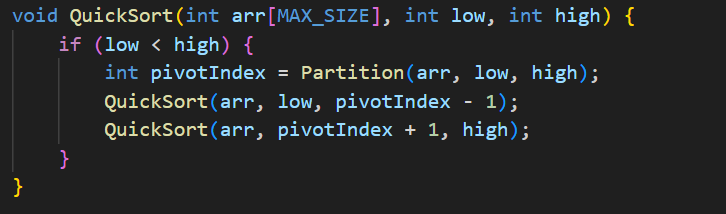 void QuickSort(int arr[MAX_SIZE], int low, int high) {
    if (low < high) {
        int pivotIndex = Partition(arr, low, high);
        QuickSort(arr, low, pivotIndex - 1);
        QuickSort(arr, pivotIndex + 1, high);
    }
}